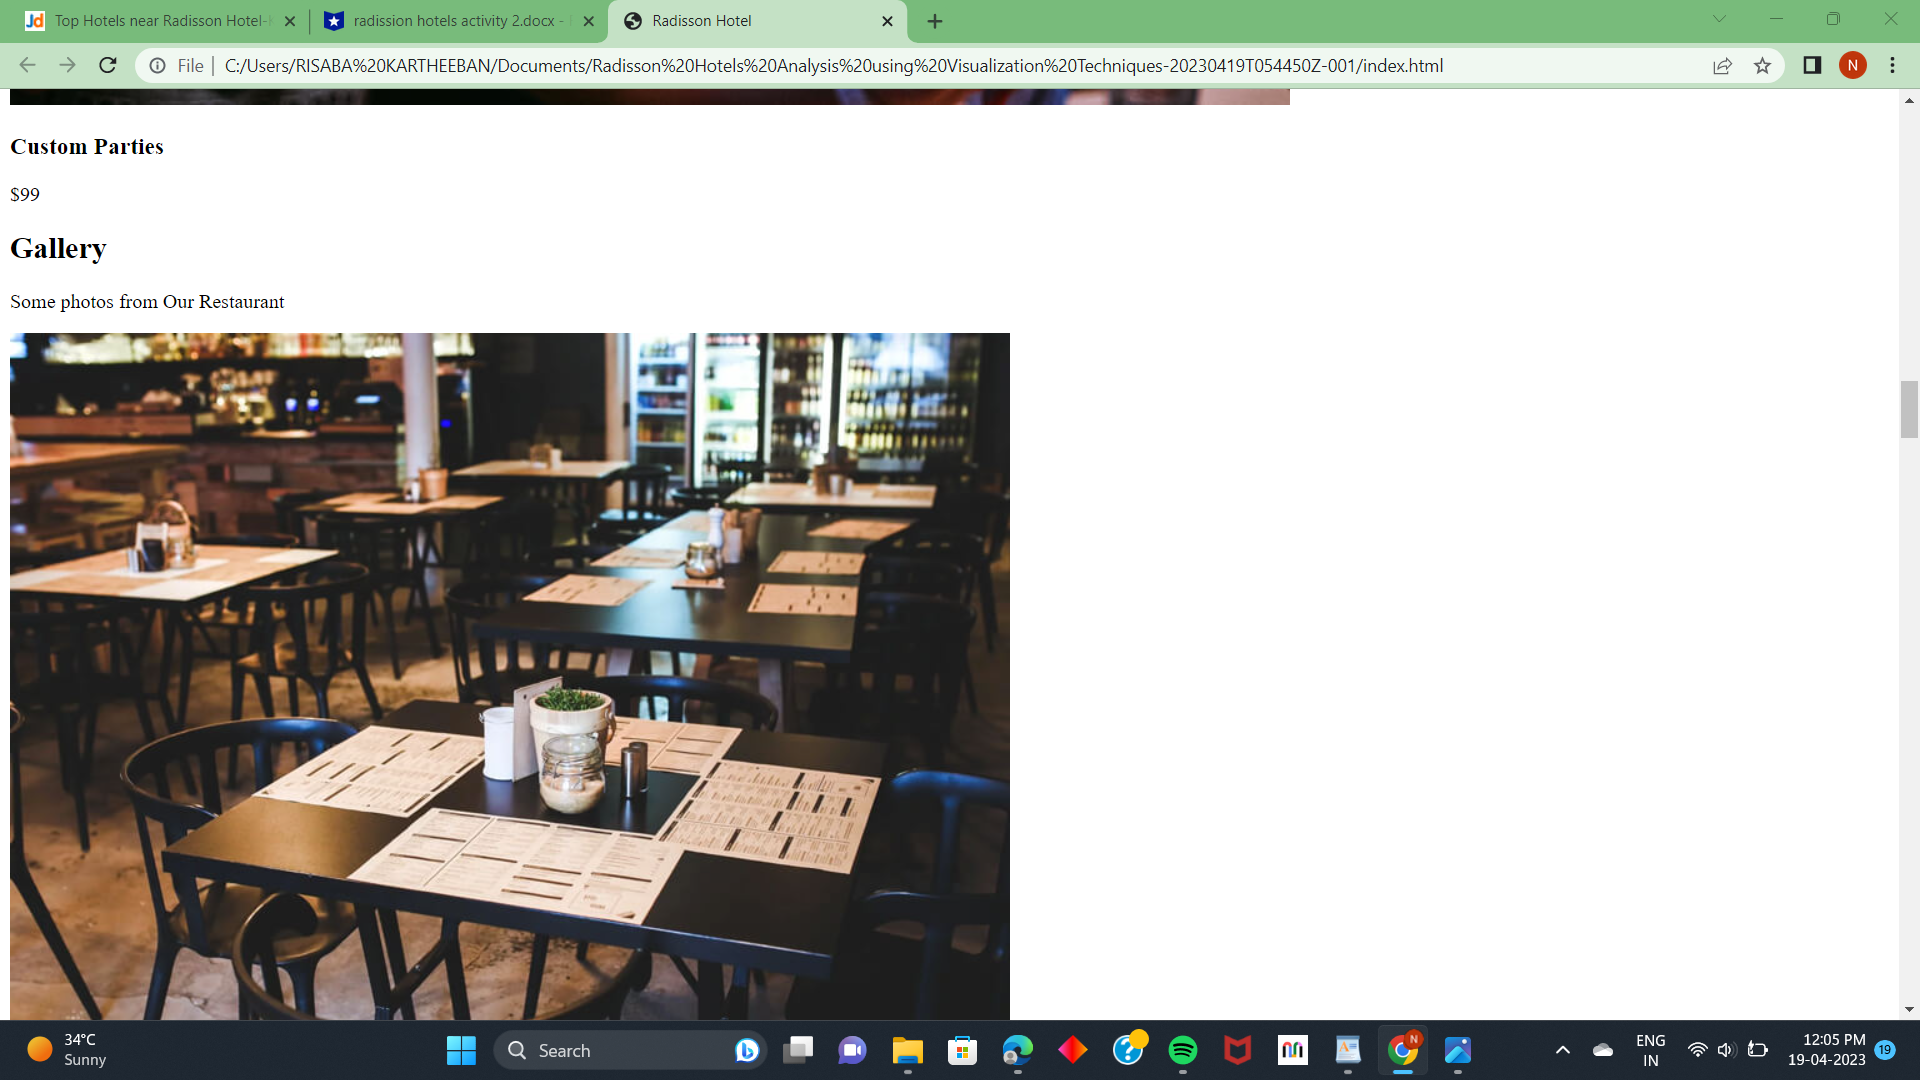 Jd Top Hotels near Radisson Hotel-
radission hotels activity 2.docx -
Radisson Hotel
File
C:/Users/RISABA%20KARTHEEBAN/Documents/Radisson%20Hotels%20Analysis%20using%20Visualization%20Techniques-20230419T054450Z-001/index.html
N
Custom Parties
$99
Gallery
Some photos from Our Restaurant
34°C
Sunny
Search
N
ENG
IN
12:05 PM
19-04-2023
19